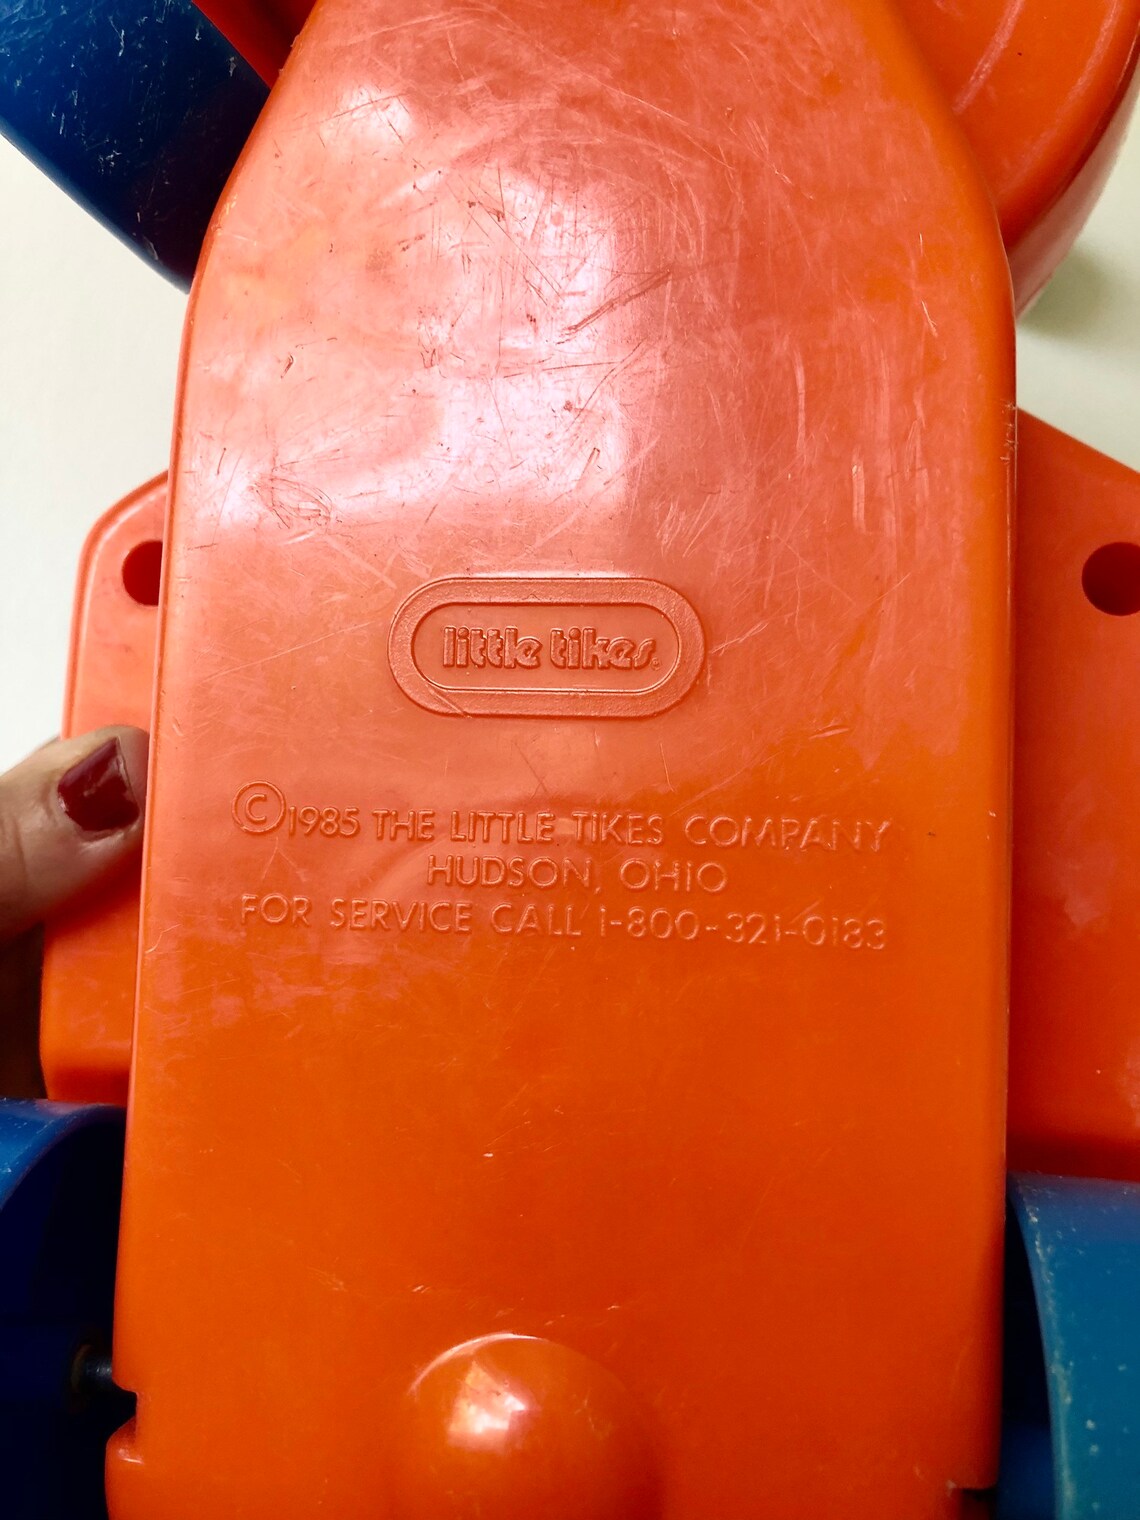 little tikes®
©1985 THE LITTLE TIKES COMPANY
HUDSON, OHIO
FOR SERVICE CALL 1-800-321-0183